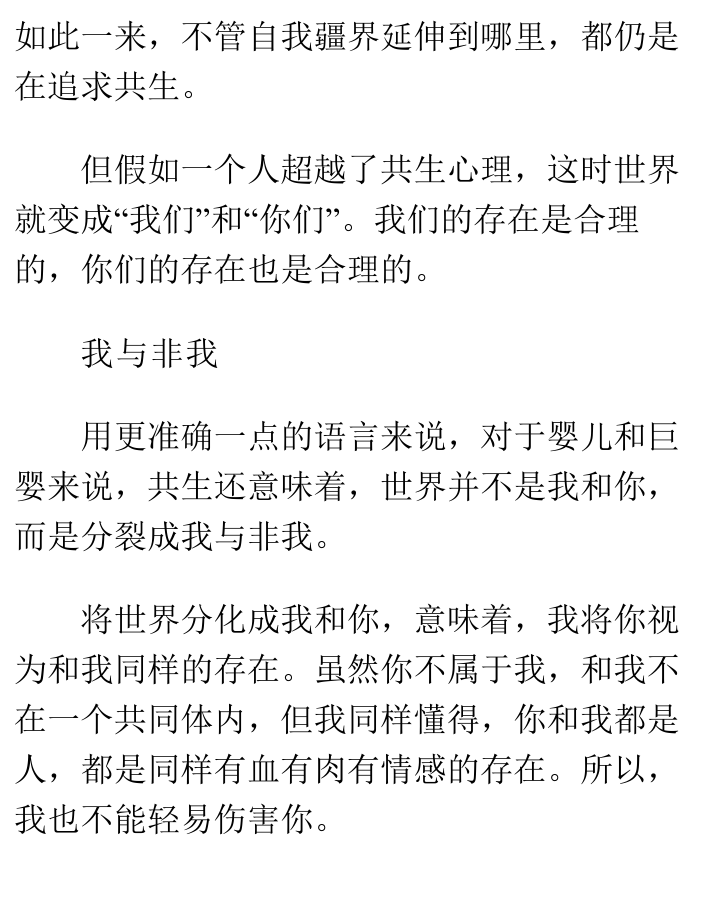 如此一来，不管自我疆界延伸到哪里，都仍是
在追求共生。
但假如一个人超越了共生心理，这时世界
就变成“我们”和“你们”。我们的存在是合理
的，你们的存在也是合理的。
我与非我
用更准确一点的语言来说，对于婴儿和巨
婴来说，共生还意味着，世界并不是我和你，
而是分裂成我与非我。
将世界分化成我和你，意味着，我将你视
为和我同样的存在。虽然你不属于我，和我不
在一个共同体内，但我同样懂得，你和我都是
人，都是同样有血有肉有情感的存在。所以，
我也不能轻易伤害你。